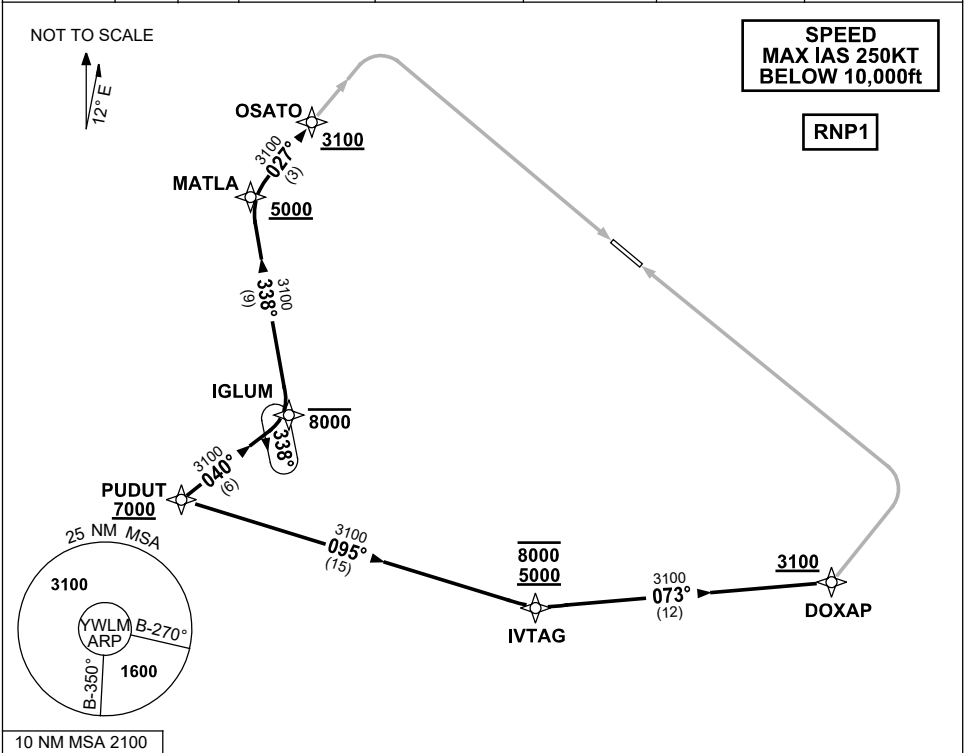 NOT TO SCALE
12° E
SPEED
MAX IAS 250KT
BELOW 10,000ft
RNP1
OSATO
3100
3100
027°
(3)
MATLA
5000
3100
338°
(9)
IGLUM
8000
338°
3100
040°
(6)
PUDUT
7000
3100
095°
(15)
8000
5000
IVTAG
3100
073°
(12)
3100
DOXAP
25 NM MSA
3100
YWLM
ARP
B-270°
B-350°
1600
10 NM MSA 2100